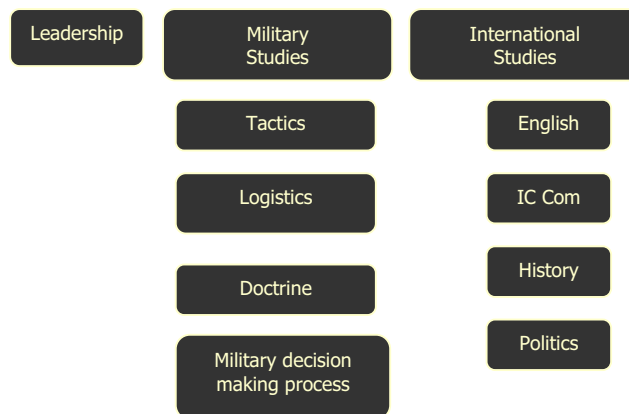 Leadership
Military
Studies
International
Studies
Tactics
English
Logistics
IC Com
Doctrine
History
Military decision
making process
Politics